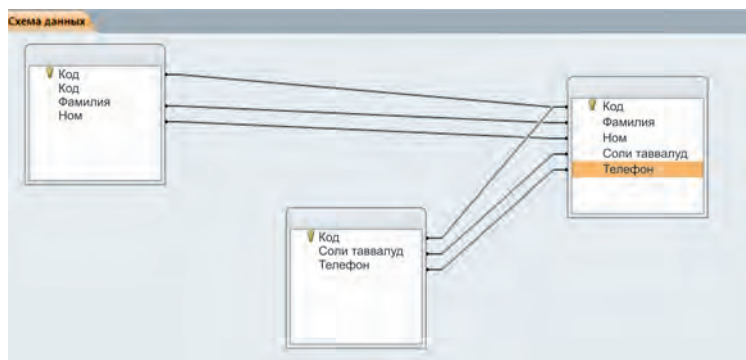 Схема данных
Код
Код
Фамилия
Ном
Код
Фамилия
Ном
Соли таввалуд
Телефон
Код
Соли таввалуд
Телефон